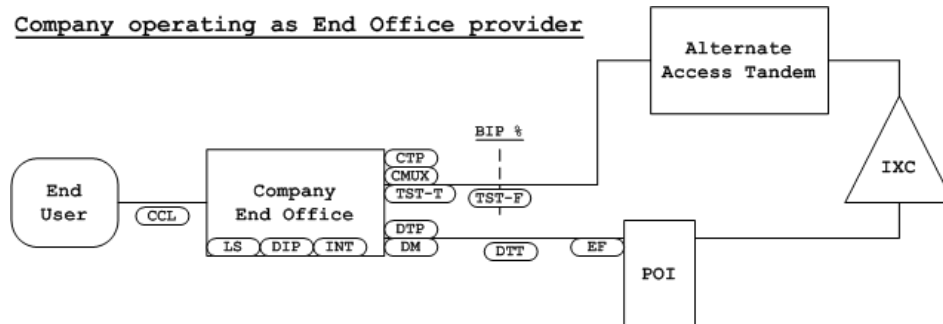 Company operating as End Office provider
Alternate
Access Tandem
BIP %
CTP
CMUX
TST-T
TST-F
IXC
End
User
CCL
Company
End Office
LS
DIP
INT
DTP
DM
DTT
EF
POI